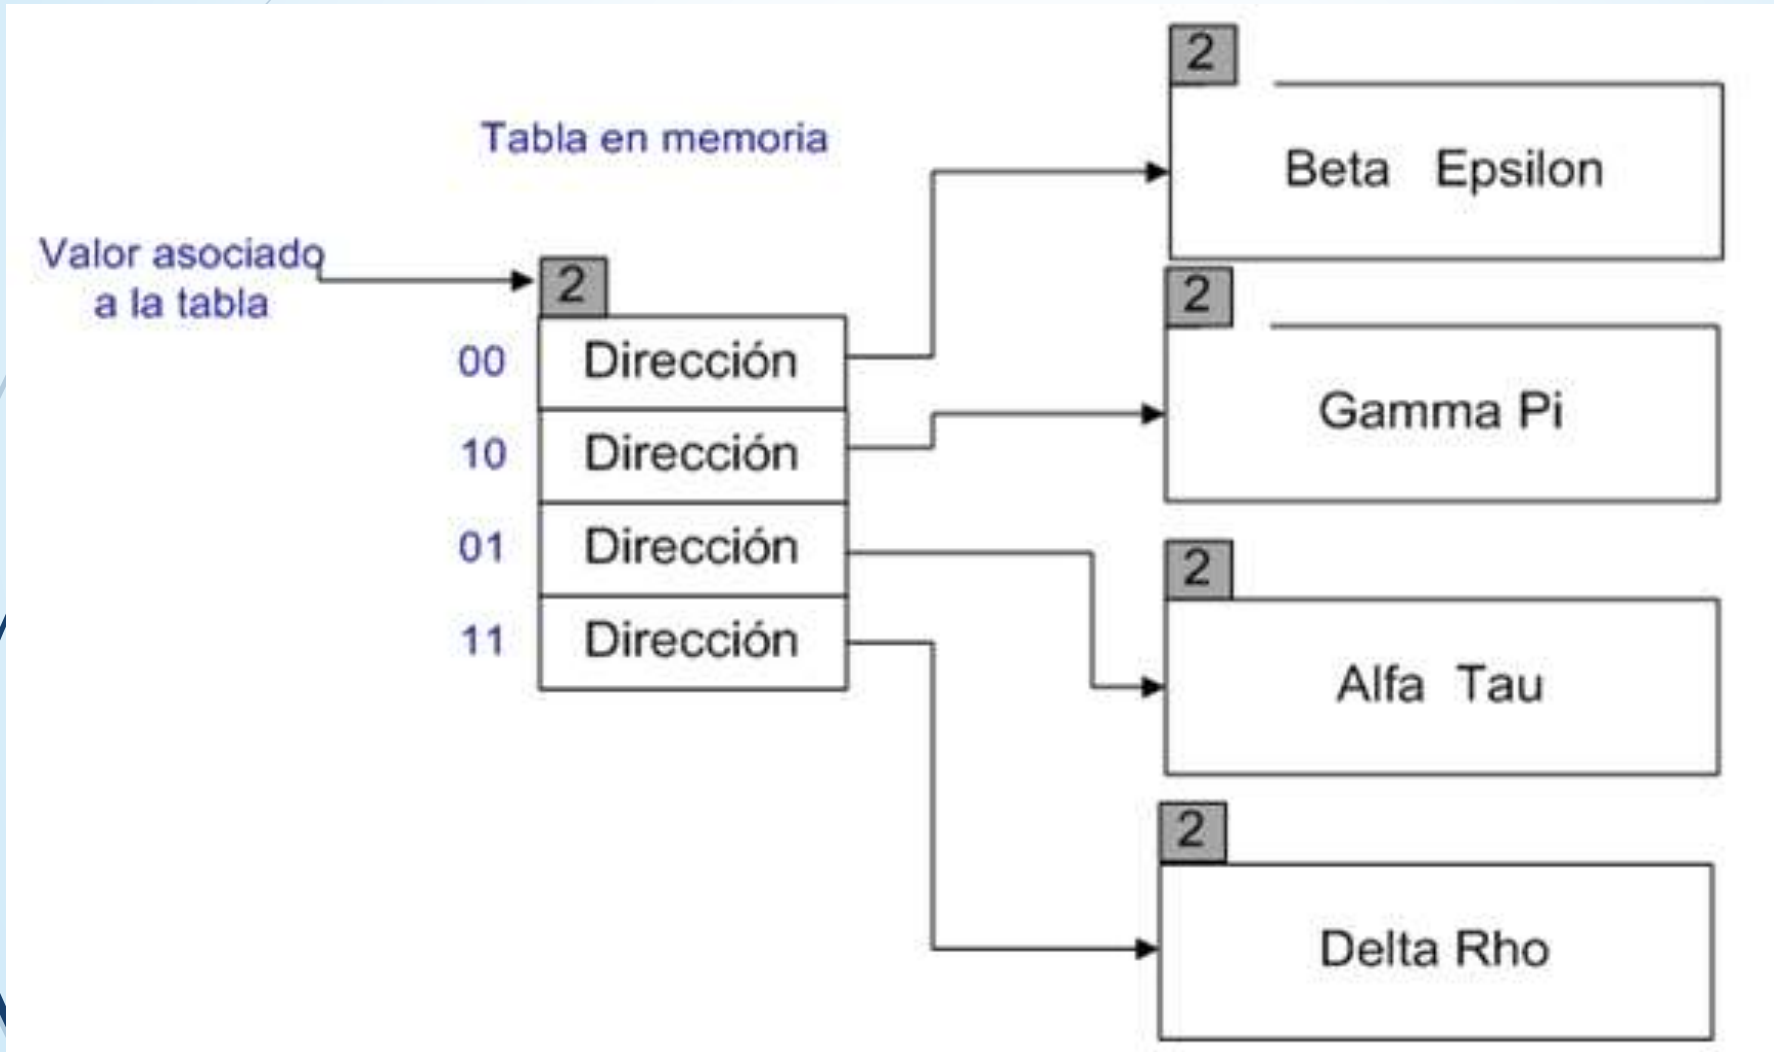 Tabla en memoria
Valor asociado
a la tabla
2
00 Dirección
10 Dirección
01 Dirección
11 Dirección
2
Beta Epsilon
2
Gamma Pi
2
Alfa Tau
2
Delta Rho